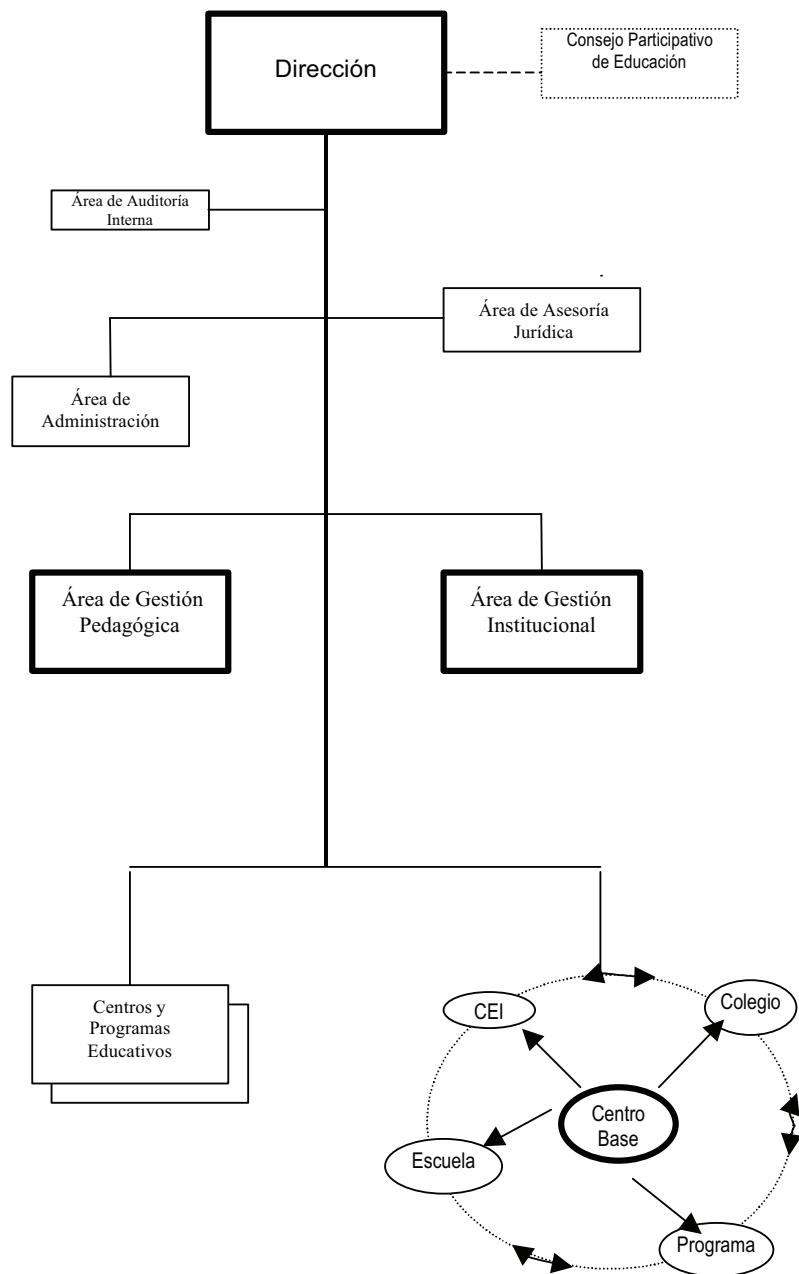 Dirección
Consejo Participativo
de Educación
Área de Auditoría
Interna
Área de Asesoría
Jurídica
Área de
Administración
Área de Gestión
Pedagógica
Área de Gestión
Institucional
Centros y
Programas
Educativos
CEI
Colegio
Centro
Base
Escuela
Programa